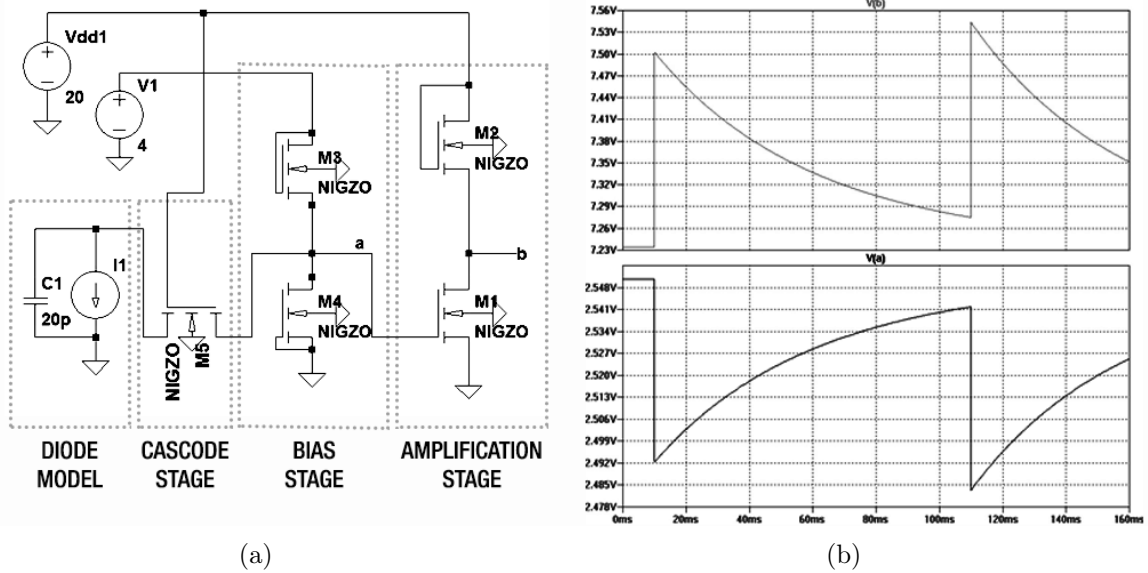 Vdd1
20
V1
4
M3
NIGZO
M2
NIGZO
a
b
C1
20p
I1
NIGZO
M5
M4
NIGZO
M1
NIGZO
DIODE
MODEL
CASCODE
STAGE
BIAS
STAGE
AMPLIFICATION
STAGE
(a)
V(b)
7.56V
7.53V
7.50V
7.47V
7.44V
7.41V
7.38V
7.35V
7.32V
7.29V
7.26V
7.23V
V(a)
2.548V
2.541V
2.534V
2.527V
2.520V
2.513V
2.506V
2.499V
2.492V
2.485V
2.478V
0ms 20ms 40ms 60ms 80ms 100ms 120ms 140ms 160ms
(b)